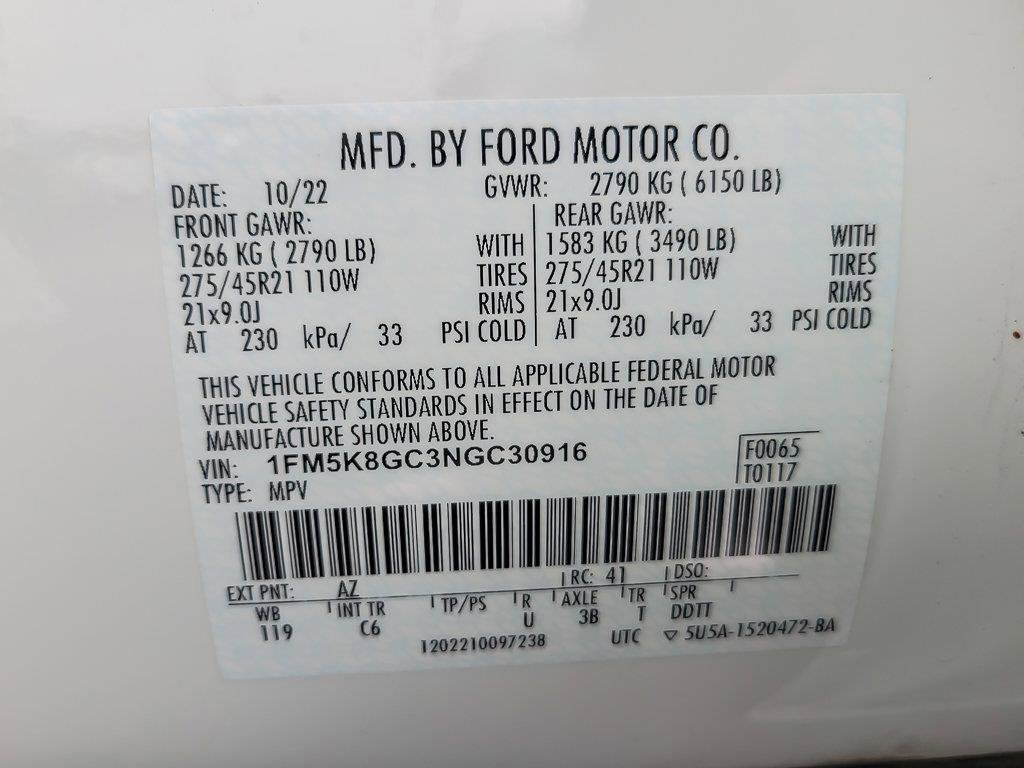 MFD. BY FORD MOTOR CO.
DATE: 10/22 GVWR: 2790 KG ( 6150 LB)
FRONT GAWR: REAR GAWR:
1266 KG ( 2790 LB) WITH 1583 KG ( 3490 LB) WITH
275/45R21 110W TIRES 275/45R21 110W TIRES
21x9.0J RIMS 21x9.0J RIMS
AT 230 kPa/ 33 PSI COLD AT 230 kPa/ 33 PSI COLD
THIS VEHICLE CONFORMS TO ALL APPLICABLE FEDERAL MOTOR
VEHICLE SAFETY STANDARDS IN EFFECT ON THE DATE OF
MANUFACTURE SHOWN ABOVE.
VIN: 1FM5K8GC3NGC30916 F0065
TYPE: MPV T0117
EXT PNT: AZ RC: 41 DSO:
WB INT TR TP/PS R AXLE TR SPR
119 C6 U 3B T DDTT
1202210097238 UTC ▽ 5U5A-1520472-BA